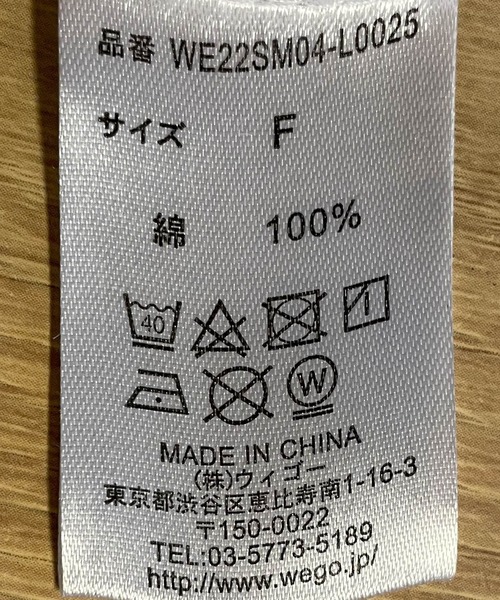 品番 WE22SM04-L0025
サイズ F
綿 100%
40
W
MADE IN CHINA
(株)ウィゴー
東京都渋谷区恵比寿南1-16-3
〒150-0022
TEL:03-5773-5189
http://www.wego.jp/